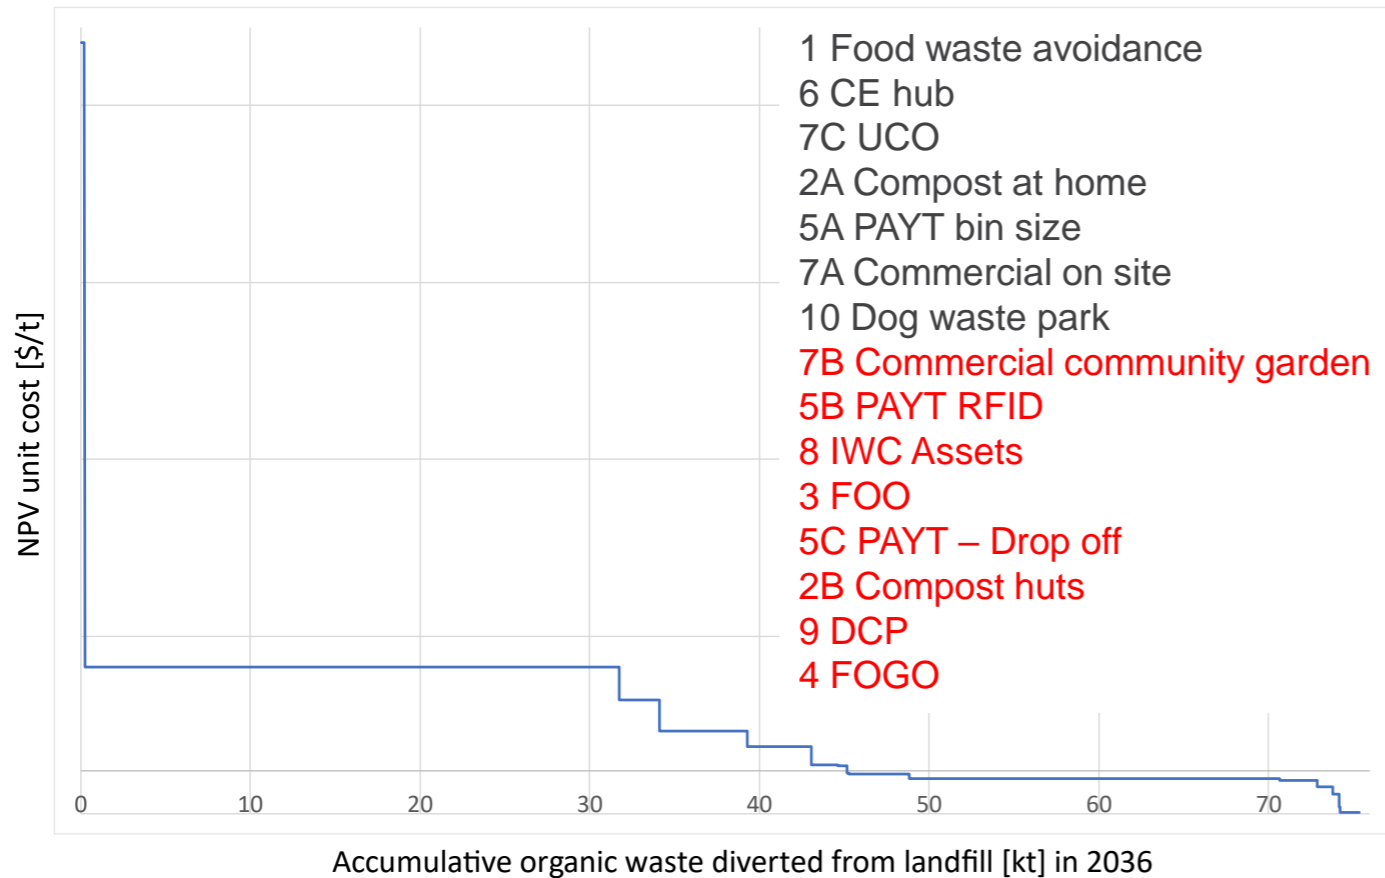 1 Food waste avoidance
6 CE hub
7C UCO
2A Compost at home
5A PAYT bin size
7A Commercial on site
10 Dog waste park
7B Commercial community garden
5B PAYT RFID
8 IWC Assets
3 FOO
5C PAYT – Drop off
2B Compost huts
9 DCP
4 FOGO
NPV unit cost [$/t]
0 10 20 30 40 50 60 70
Accumulative organic waste diverted from landfill [kt] in 2036